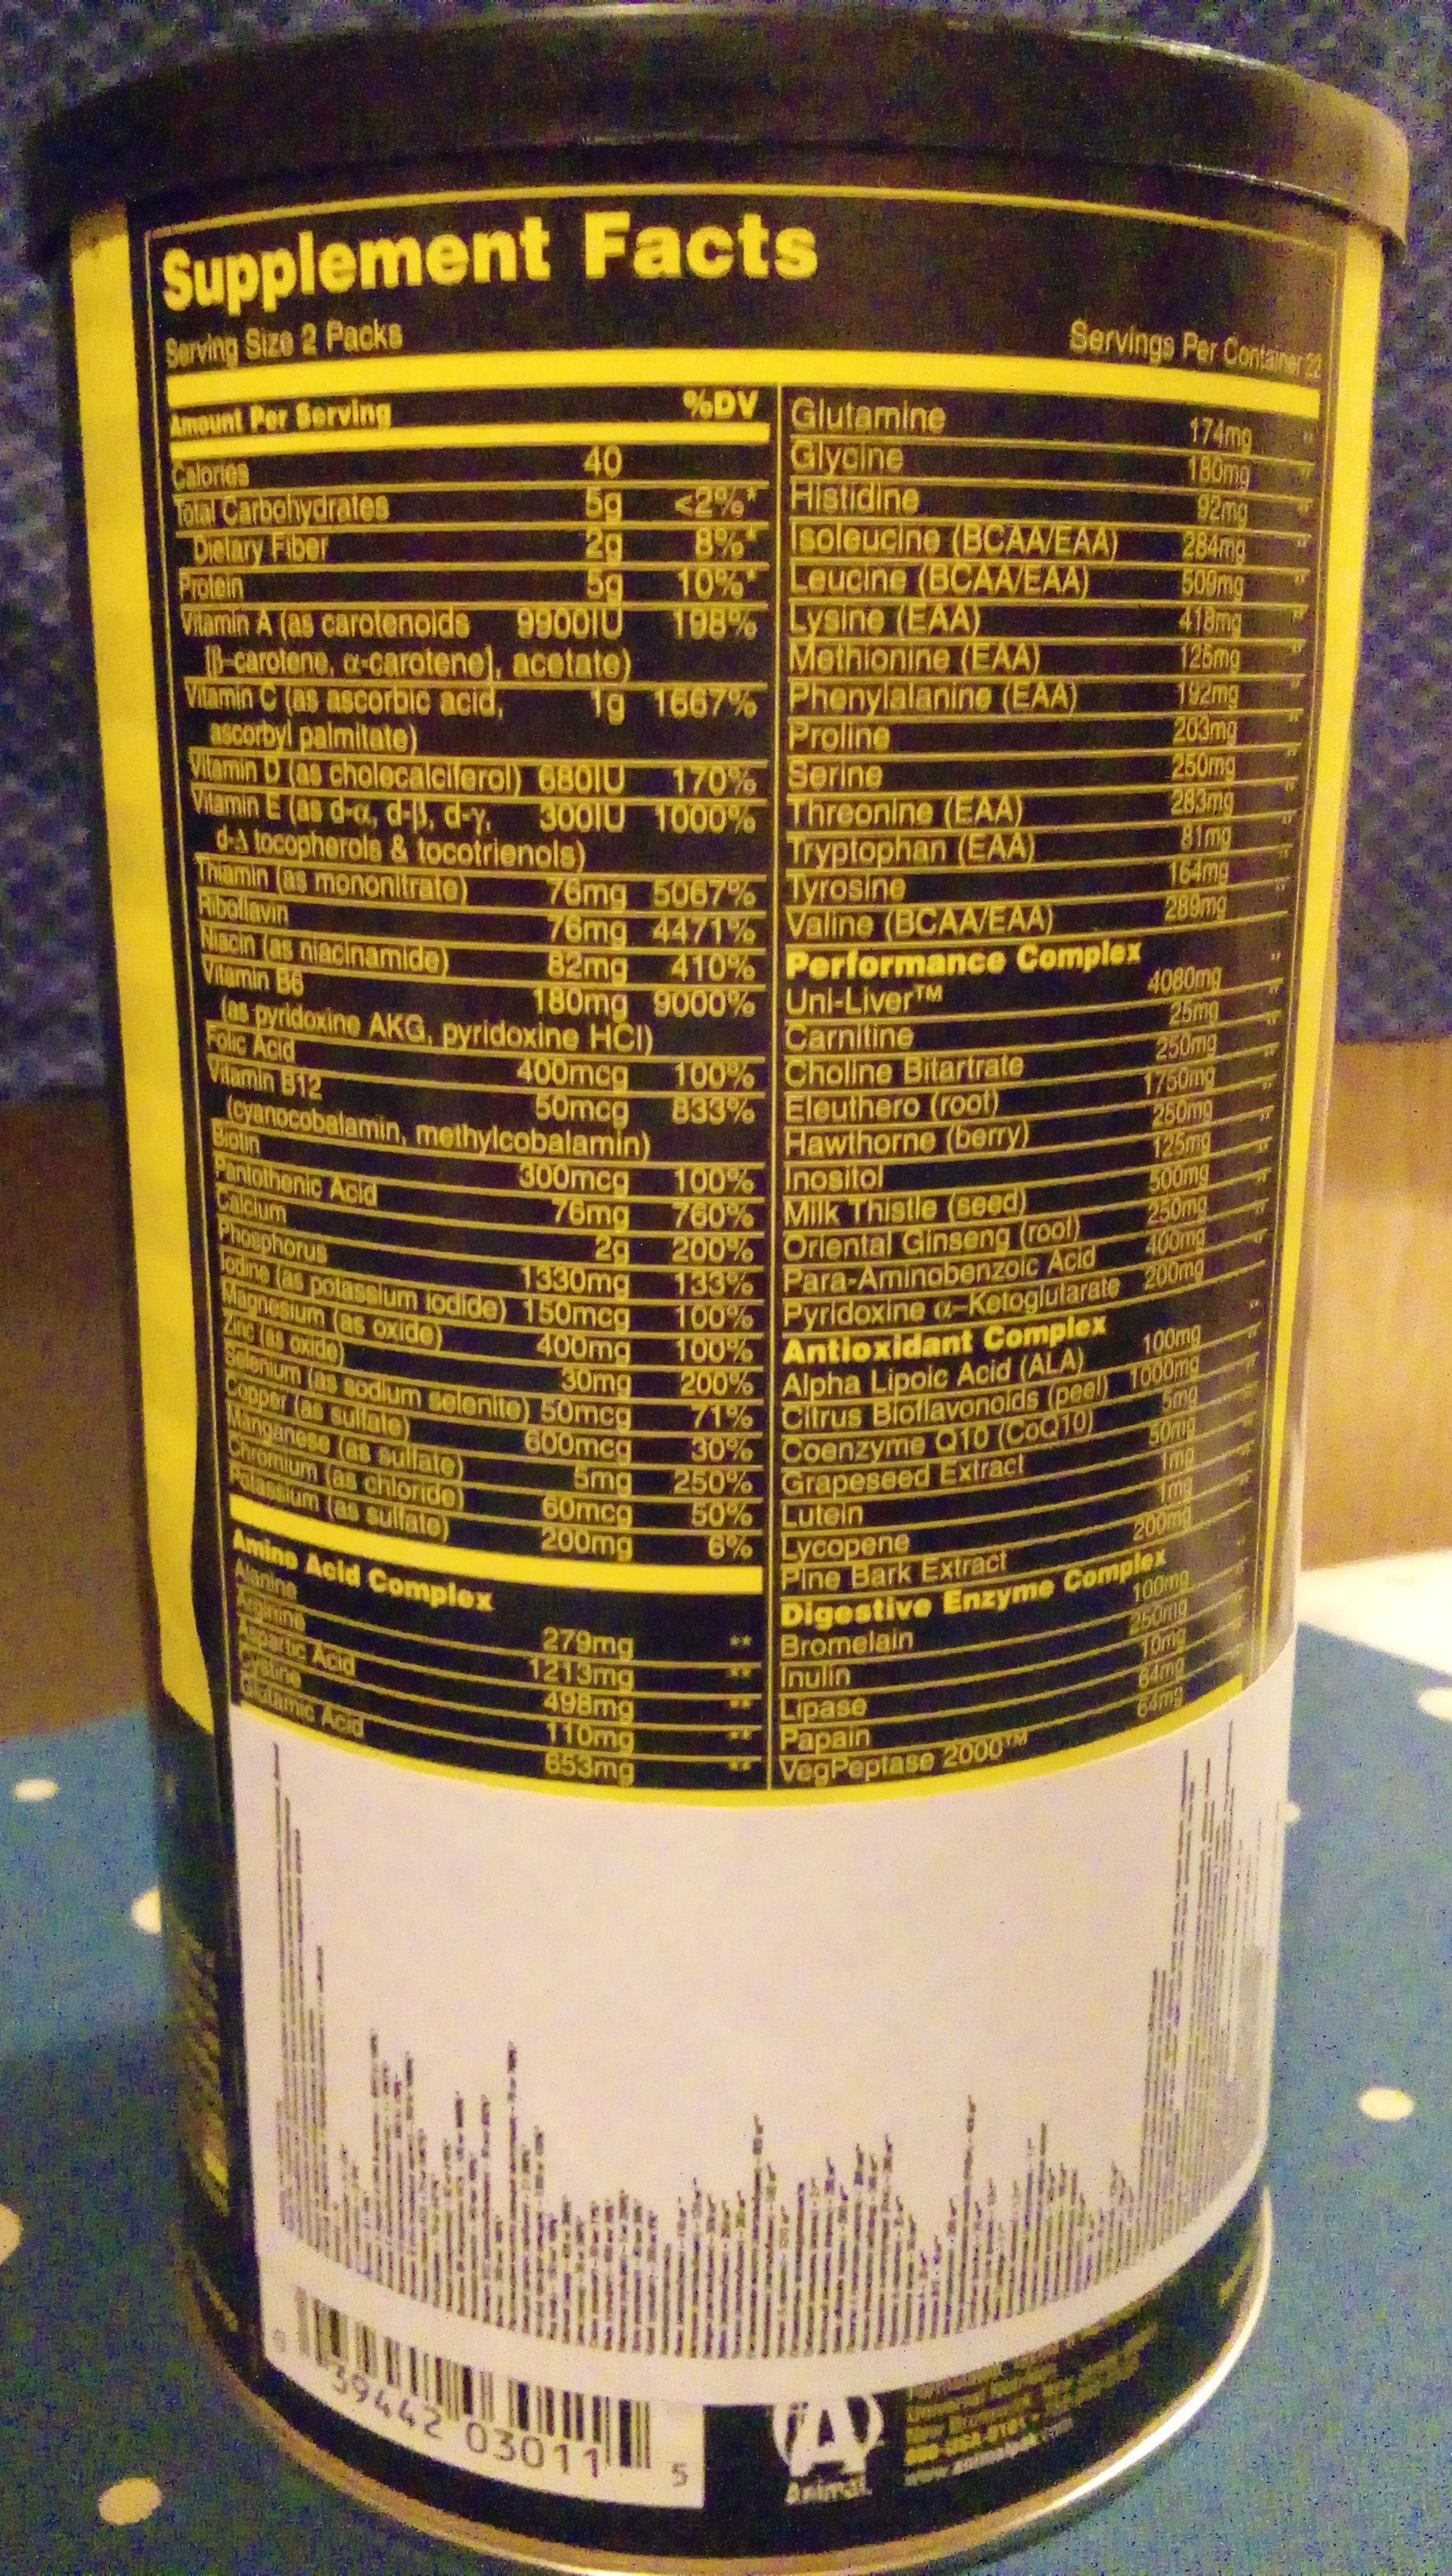 Supplement Facts
Serving Size 2 Packs
Servings Per Container 22
Amount Per Serving %DV
Calories 40
Total Carbohydrates 5g <2%*
Dietary Fiber 2g 8%*
Protein 5g 10%*
Vitamin A (as carotenoids 9900IU 198%
[β-carotene, α-carotene], acetate)
Vitamin C (as ascorbic acid, 1g 1667%
ascorbyl palmitate)
Vitamin D (as cholecalciferol) 680IU 170%
Vitamin E (as d-α, d-β, d-γ, 300IU 1000%
d-Δ tocopherols & tocotrienols)
Thiamin (as mononitrate) 76mg 5067%
Riboflavin 76mg 4471%
Niacin (as niacinamide) 82mg 410%
Vitamin B6 180mg 9000%
(as pyridoxine AKG, pyridoxine HCl)
Folic Acid 400mcg 100%
Vitamin B12 50mcg 833%
(cyanocobalamin, methylcobalamin)
Biotin 300mcg 100%
Pantothenic Acid 76mg 760%
Calcium 2g 200%
Phosphorus 1330mg 133%
Iodine (as potassium iodide) 150mcg 100%
Magnesium (as oxide) 400mg 100%
Zinc (as oxide) 30mg 200%
Selenium (as sodium selenite) 50mcg 71%
Copper (as sulfate) 600mcg 30%
Manganese (as sulfate) 5mg 250%
Chromium (as chloride) 60mcg 50%
Potassium (as sulfate) 200mg 6%
Amino Acid Complex
Alanine 279mg **
Arginine 1213mg **
Aspartic Acid 498mg **
Cystine 110mg **
Glutamic Acid 653mg **
Glutamine 174mg **
Glycine 180mg **
Histidine 92mg **
Isoleucine (BCAA/EAA) 284mg **
Leucine (BCAA/EAA) 509mg **
Lysine (EAA) 418mg **
Methionine (EAA) 125mg **
Phenylalanine (EAA) 192mg **
Proline 203mg **
Serine 250mg **
Threonine (EAA) 283mg **
Tryptophan (EAA) 81mg **
Tyrosine 164mg **
Valine (BCAA/EAA) 289mg **
Performance Complex
Uni-Liver™ 4080mg **
Carnitine 25mg **
Choline Bitartrate 250mg **
Eleuthero (root) 1750mg **
Hawthorne (berry) 250mg **
Inositol 125mg **
Milk Thistle (seed) 500mg **
Oriental Ginseng (root) 250mg **
Para-Aminobenzoic Acid 400mg **
Pyridoxine α-Ketoglutarate 200mg **
Antioxidant Complex
Alpha Lipoic Acid (ALA) 100mg **
Citrus Bioflavonoids (peel) 1000mg **
Coenzyme Q10 (CoQ10) 5mg **
Grapeseed Extract 50mg **
Lutein 1mg **
Lycopene 1mg **
Pine Bark Extract 200mg **
Digestive Enzyme Complex
Bromelain 100mg
Inulin 250mg
Lipase 10mg
Papain 64mg
VegPeptase 2000™ 64mg
0 39442 03011 5
A
Animal